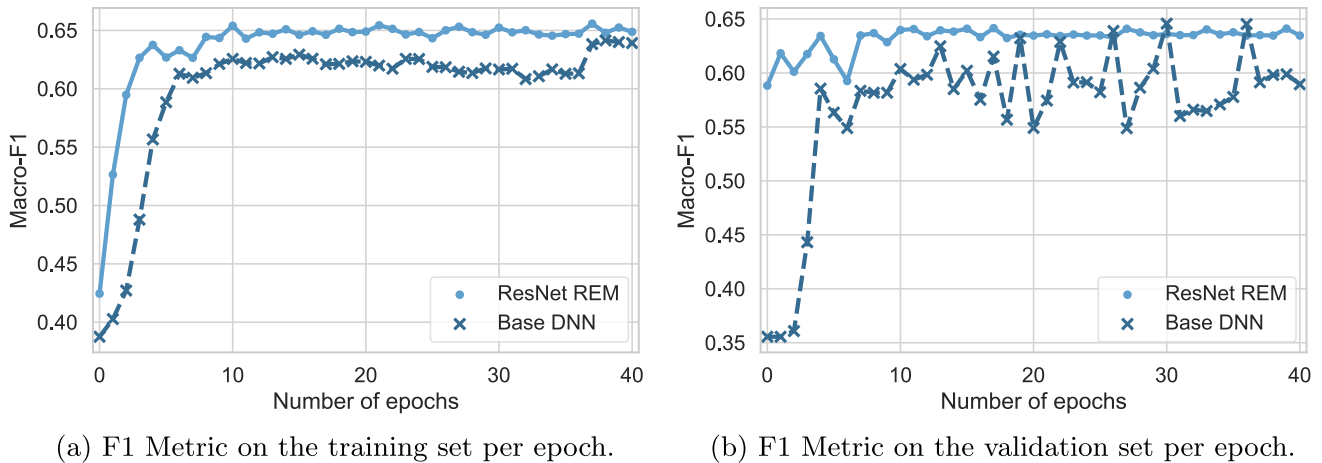 0.65
0.60
0.55
0.50
0.45
0.40
Macro-F1
ResNet REM
Base DNN
0 10 20 30 40
Number of epochs
(a) F1 Metric on the training set per epoch.
0.65
0.60
0.55
0.50
0.45
0.40
0.35
Macro-F1
ResNet REM
Base DNN
0 10 20 30 40
Number of epochs
(b) F1 Metric on the validation set per epoch.